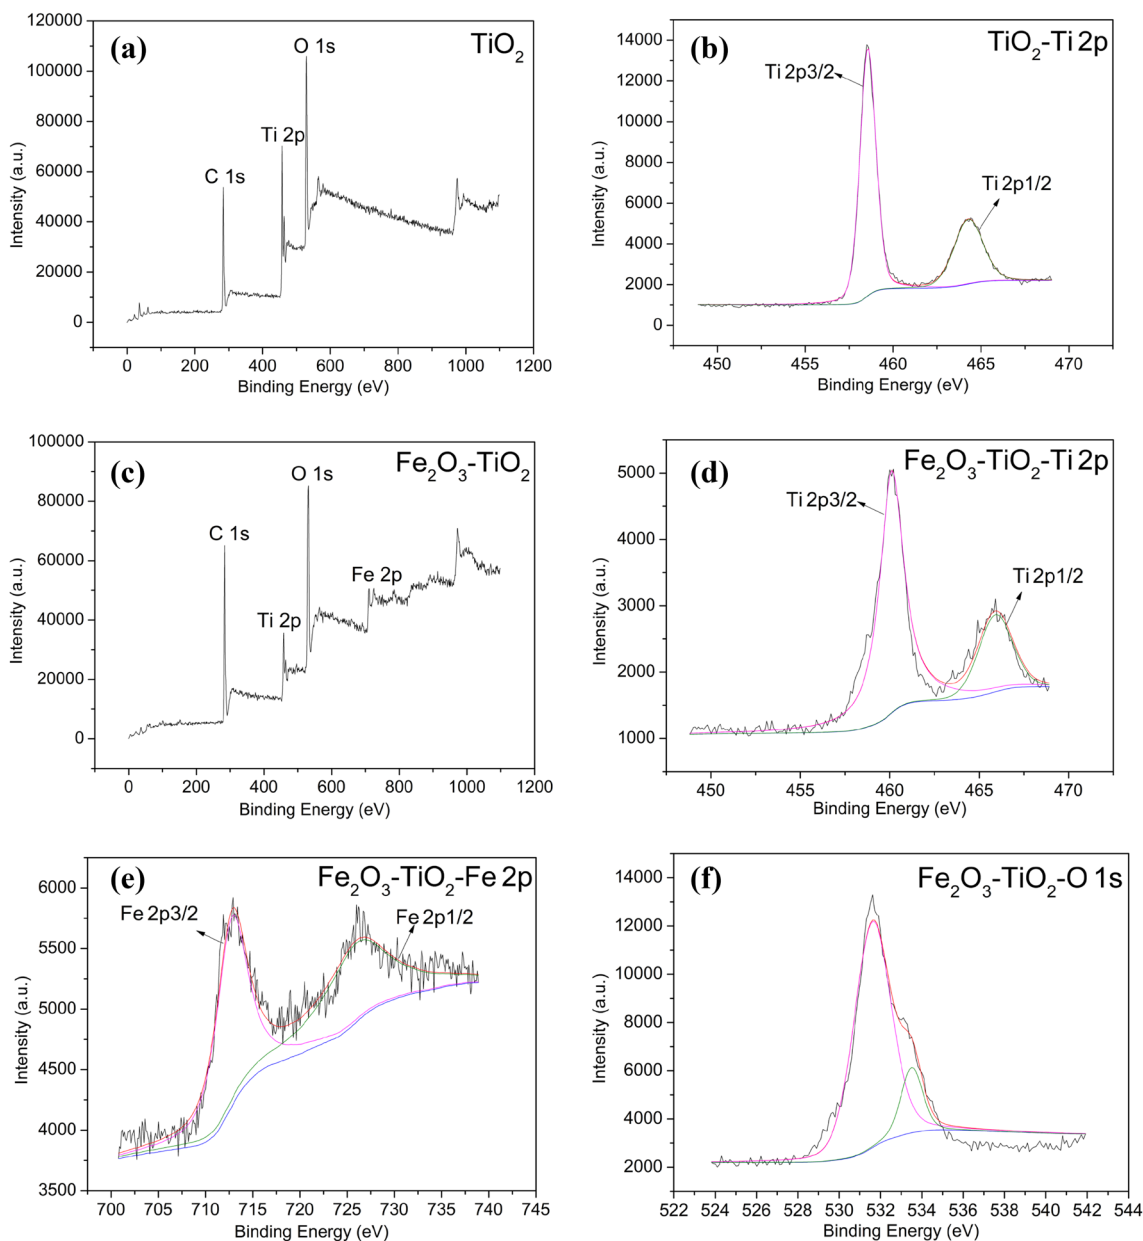 (a)
TiO2
O 1s
Ti 2p
C 1s
120000
100000
80000
60000
40000
20000
0
Intensity (a.u.)
0 200 400 600 800 1000 1200
Binding Energy (eV)
(b)
TiO2-Ti 2p
Ti 2p3/2
Ti 2p1/2
14000
12000
10000
8000
6000
4000
2000
0
Intensity (a.u.)
450 455 460 465 470
Binding Energy (eV)
(c)
Fe2O3-TiO2
O 1s
C 1s
Fe 2p
Ti 2p
100000
80000
60000
40000
20000
0
Intensity (a.u.)
0 200 400 600 800 1000 1200
Binding Energy (eV)
(d)
Fe2O3-TiO2-Ti 2p
Ti 2p3/2
Ti 2p1/2
5000
4000
3000
2000
1000
Intensity (a.u.)
450 455 460 465 470
Binding Energy (eV)
(e)
Fe2O3-TiO2-Fe 2p
Fe 2p3/2
Fe 2p1/2
6000
5500
5000
4500
4000
3500
Intensity (a.u.)
700 705 710 715 720 725 730 735 740 745
Binding Energy (eV)
(f)
Fe2O3-TiO2-O 1s
14000
12000
10000
8000
6000
4000
2000
Intensity (a.u.)
522 524 526 528 530 532 534 536 538 540 542 544
Binding Energy (eV)